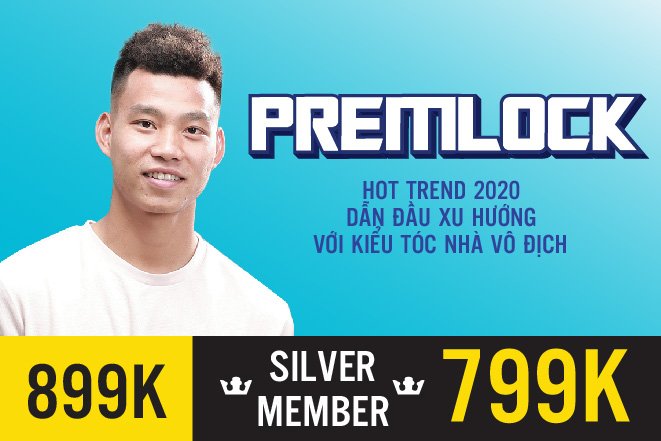 PREMLOCK
HOT TREND 2020
DẪN ĐẦU XU HƯỚNG
VỚI KIỂU TÓC NHÀ VÔ ĐỊCH
899K
SILVER
MEMBER
799K